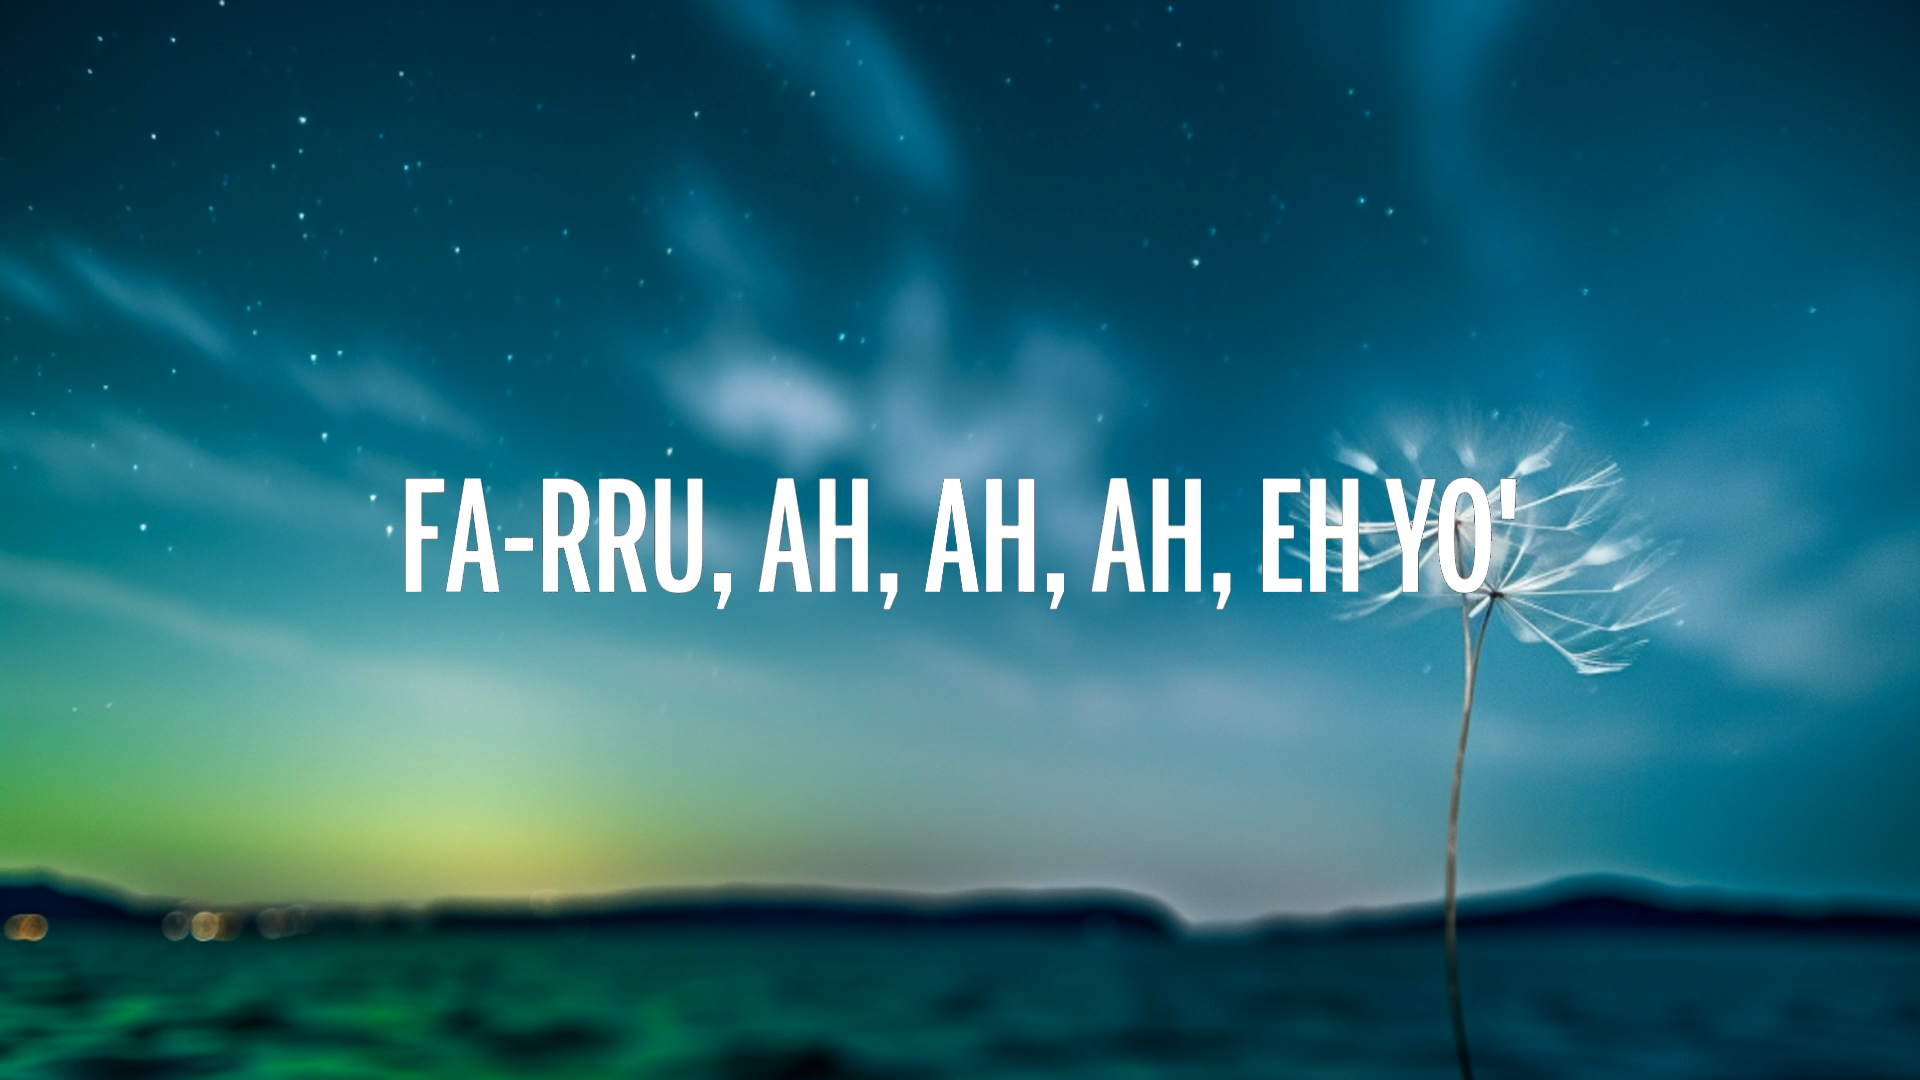 FA-RRU, AH, AH, AH, EH YO'